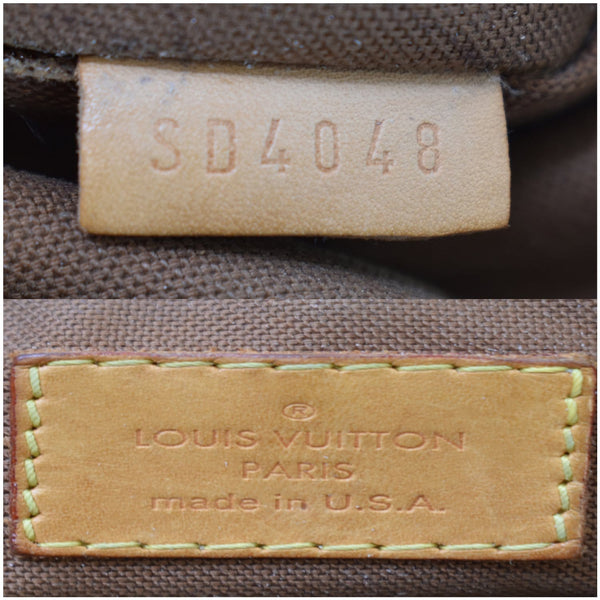 SD4048
®
LOUIS VUITTON
PARIS
made in U.S.A.